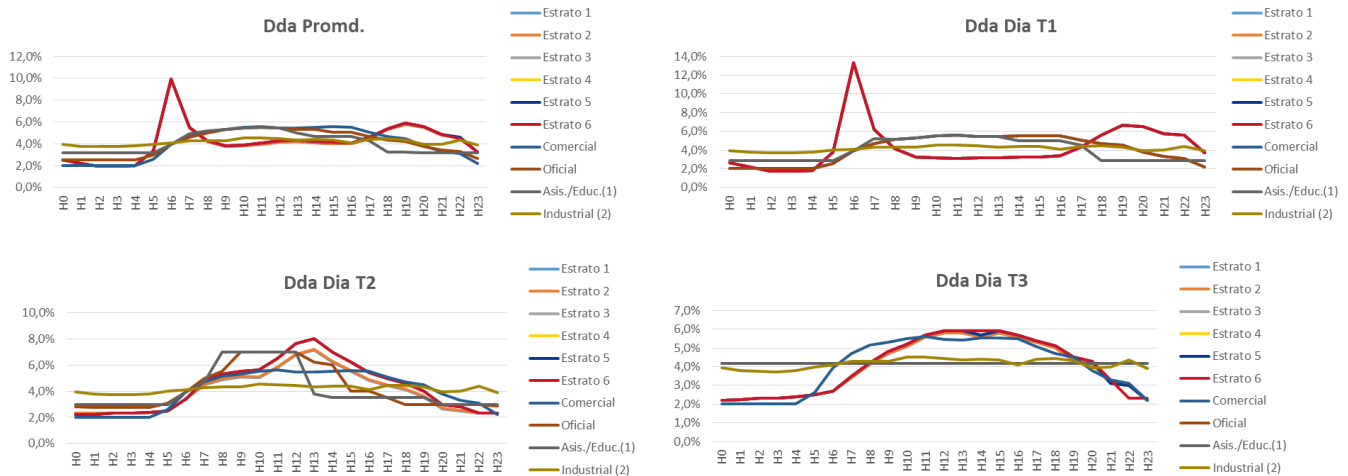 Dda Promd.
12,0%
10,0%
8,0%
6,0%
4,0%
2,0%
0,0%
H0
H1
H2
H3
H4
H5
H6
H7
H8
H9
H10
H11
H12
H13
H14
H15
H16
H17
H18
H19
H20
H21
H22
H23
Estrato 1
Estrato 2
Estrato 3
Estrato 4
Estrato 5
Estrato 6
Comercial
Oficial
Asis./Educ.(1)
Industrial (2)
Dda Dia T1
14,0%
12,0%
10,0%
8,0%
6,0%
4,0%
2,0%
0,0%
H0
H1
H2
H3
H4
H5
H6
H7
H8
H9
H10
H11
H12
H13
H14
H15
H16
H17
H18
H19
H20
H21
H22
H23
Estrato 1
Estrato 2
Estrato 3
Estrato 4
Estrato 5
Estrato 6
Comercial
Oficial
Asis./Educ.(1)
Industrial (2)
Dda Dia T2
10,0%
8,0%
6,0%
4,0%
2,0%
0,0%
H0
H1
H2
H3
H4
H5
H6
H7
H8
H9
H10
H11
H12
H13
H14
H15
H16
H17
H18
H19
H20
H21
H22
H23
Estrato 1
Estrato 2
Estrato 3
Estrato 4
Estrato 5
Estrato 6
Comercial
Oficial
Asis./Educ.(1)
Industrial (2)
Dda Dia T3
7,0%
6,0%
5,0%
4,0%
3,0%
2,0%
1,0%
0,0%
H0
H1
H2
H3
H4
H5
H6
H7
H8
H9
H10
H11
H12
H13
H14
H15
H16
H17
H18
H19
H20
H21
H22
H23
Estrato 1
Estrato 2
Estrato 3
Estrato 4
Estrato 5
Estrato 6
Comercial
Oficial
Asis./Educ.(1)
Industrial (2)